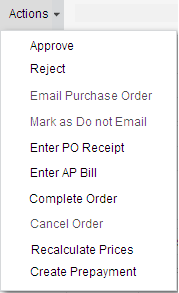 Actions
Approve
Reject
Email Purchase Order
Mark as Do not Email
Enter PO Receipt
Enter AP Bill
Complete Order
Cancel Order
Recalculate Prices
Create Prepayment